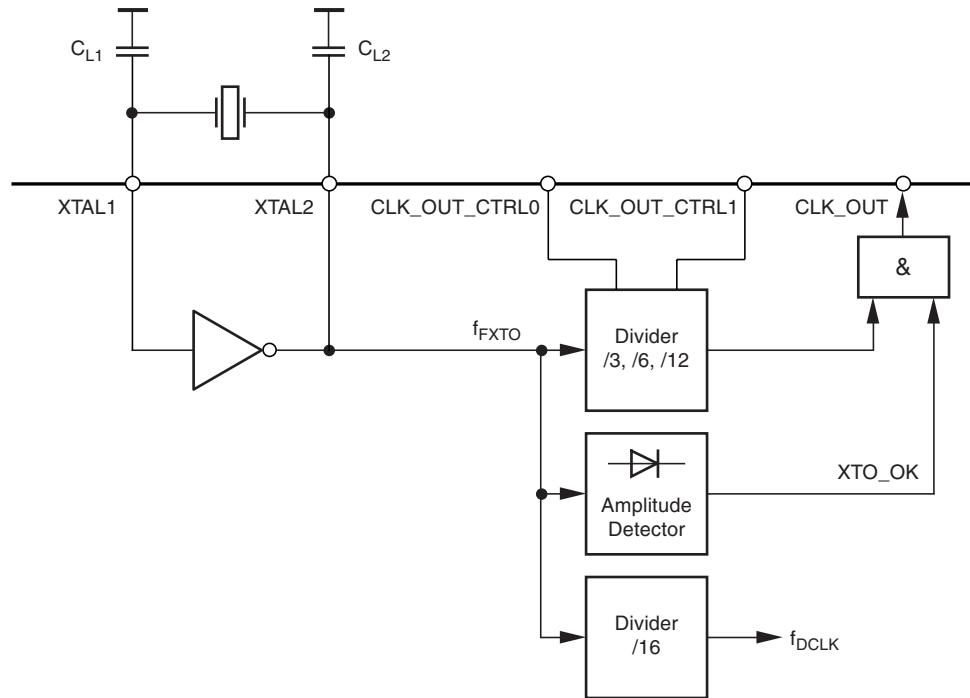 C_L1
C_L2
XTAL1
XTAL2
CLK_OUT_CTRL0
CLK_OUT_CTRL1
CLK_OUT
&
f_FXTO
Divider
/3, /6, /12
XTO_OK
Amplitude
Detector
Divider
/16
f_DCLK